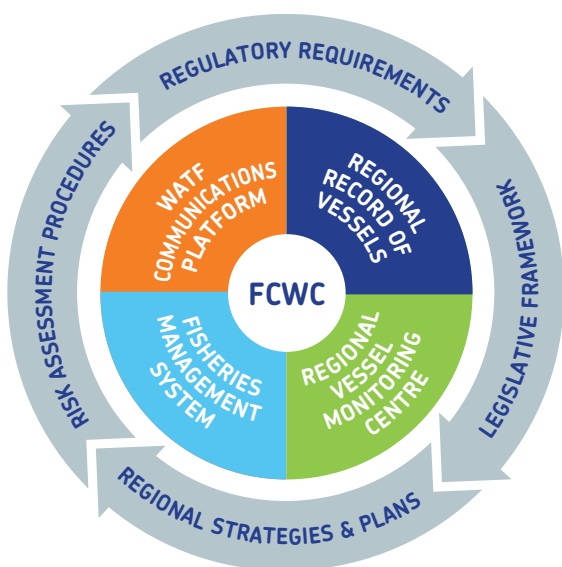 REGULATORY REQUIREMENTS
LEGISLATIVE FRAMEWORK
REGIONAL STRATEGIES & PLANS
RISK ASSESSMENT PROCEDURES
WATF
COMMUNICATIONS
PLATFORM
REGIONAL
RECORD OF
VESSELS
FCWC
FISHERIES
MANAGEMENT
SYSTEM
REGIONAL
VESSEL
MONITORING
CENTRE